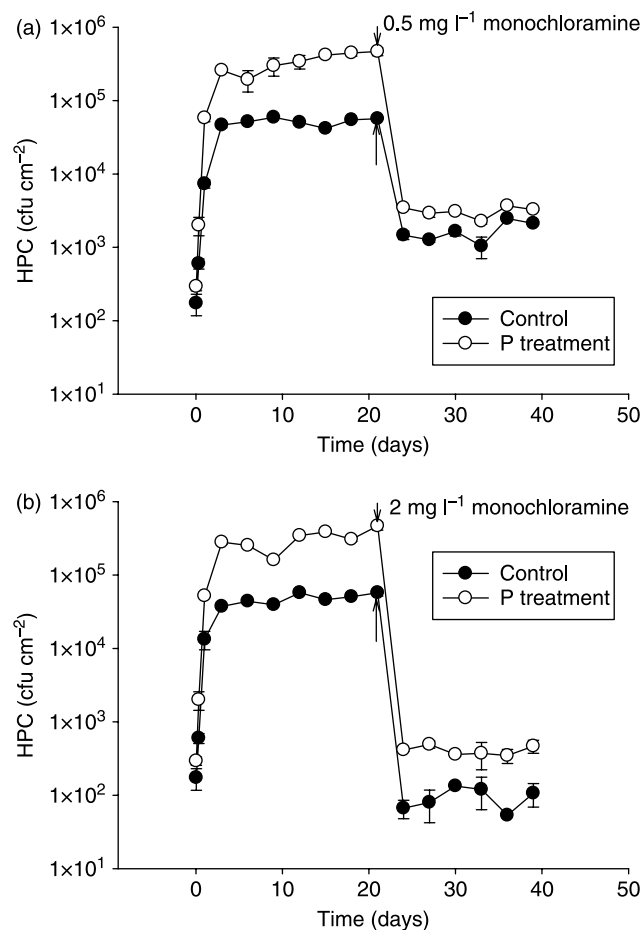 (a)
0.5 mg l⁻¹ monochloramine
1×10⁶
1×10⁵
1×10⁴
1×10³
1×10²
1×10¹
HPC (cfu cm⁻²)
Control
P treatment
0 10 20 30 40 50
Time (days)
(b)
2 mg l⁻¹ monochloramine
1×10⁶
1×10⁵
1×10⁴
1×10³
1×10²
1×10¹
HPC (cfu cm⁻²)
Control
P treatment
0 10 20 30 40 50
Time (days)